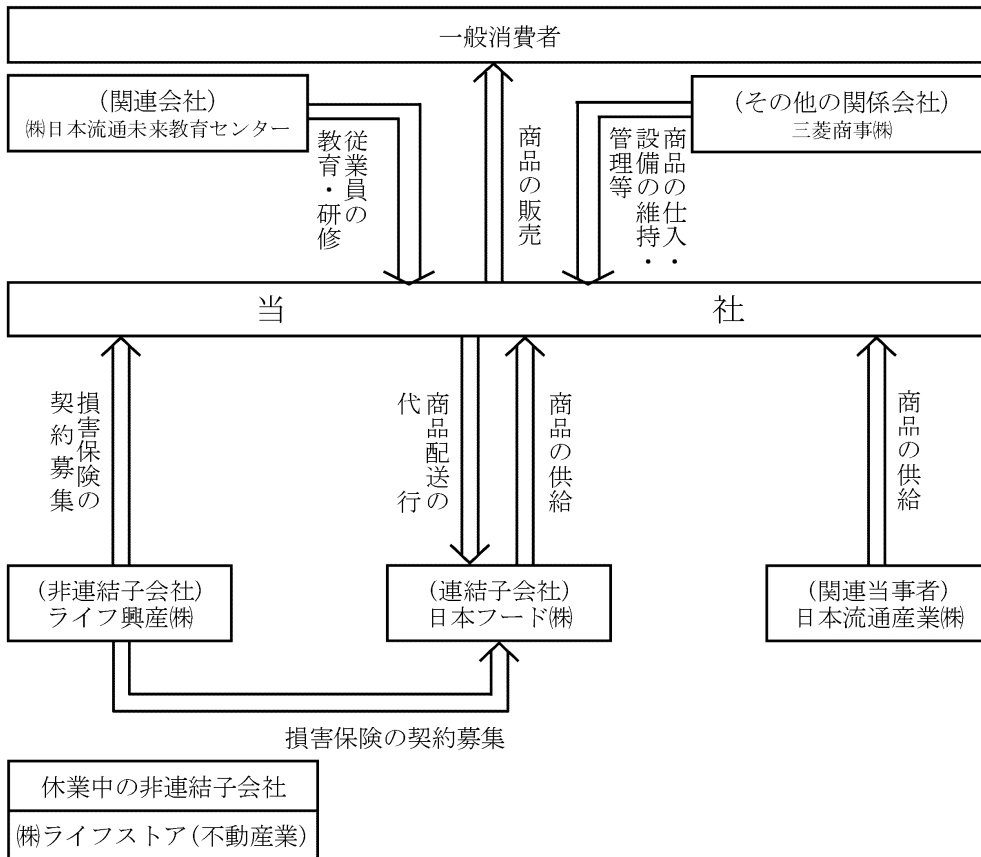 一般消費者
(関連会社)
㈱日本流通未来教育センター
(その他の関係会社)
三菱商事㈱
従業員の
教育・研修
商品の販売
商品の仕入・
設備の維持・
管理等
当 社
損害保険の
契約募集
商品配送の
代 行
商品の供給
商品の供給
(非連結子会社)
ライフ興産㈱
(連結子会社)
日本フード㈱
(関連当事者)
日本流通産業㈱
損害保険の契約募集
休業中の非連結子会社
㈱ライフストア(不動産業)